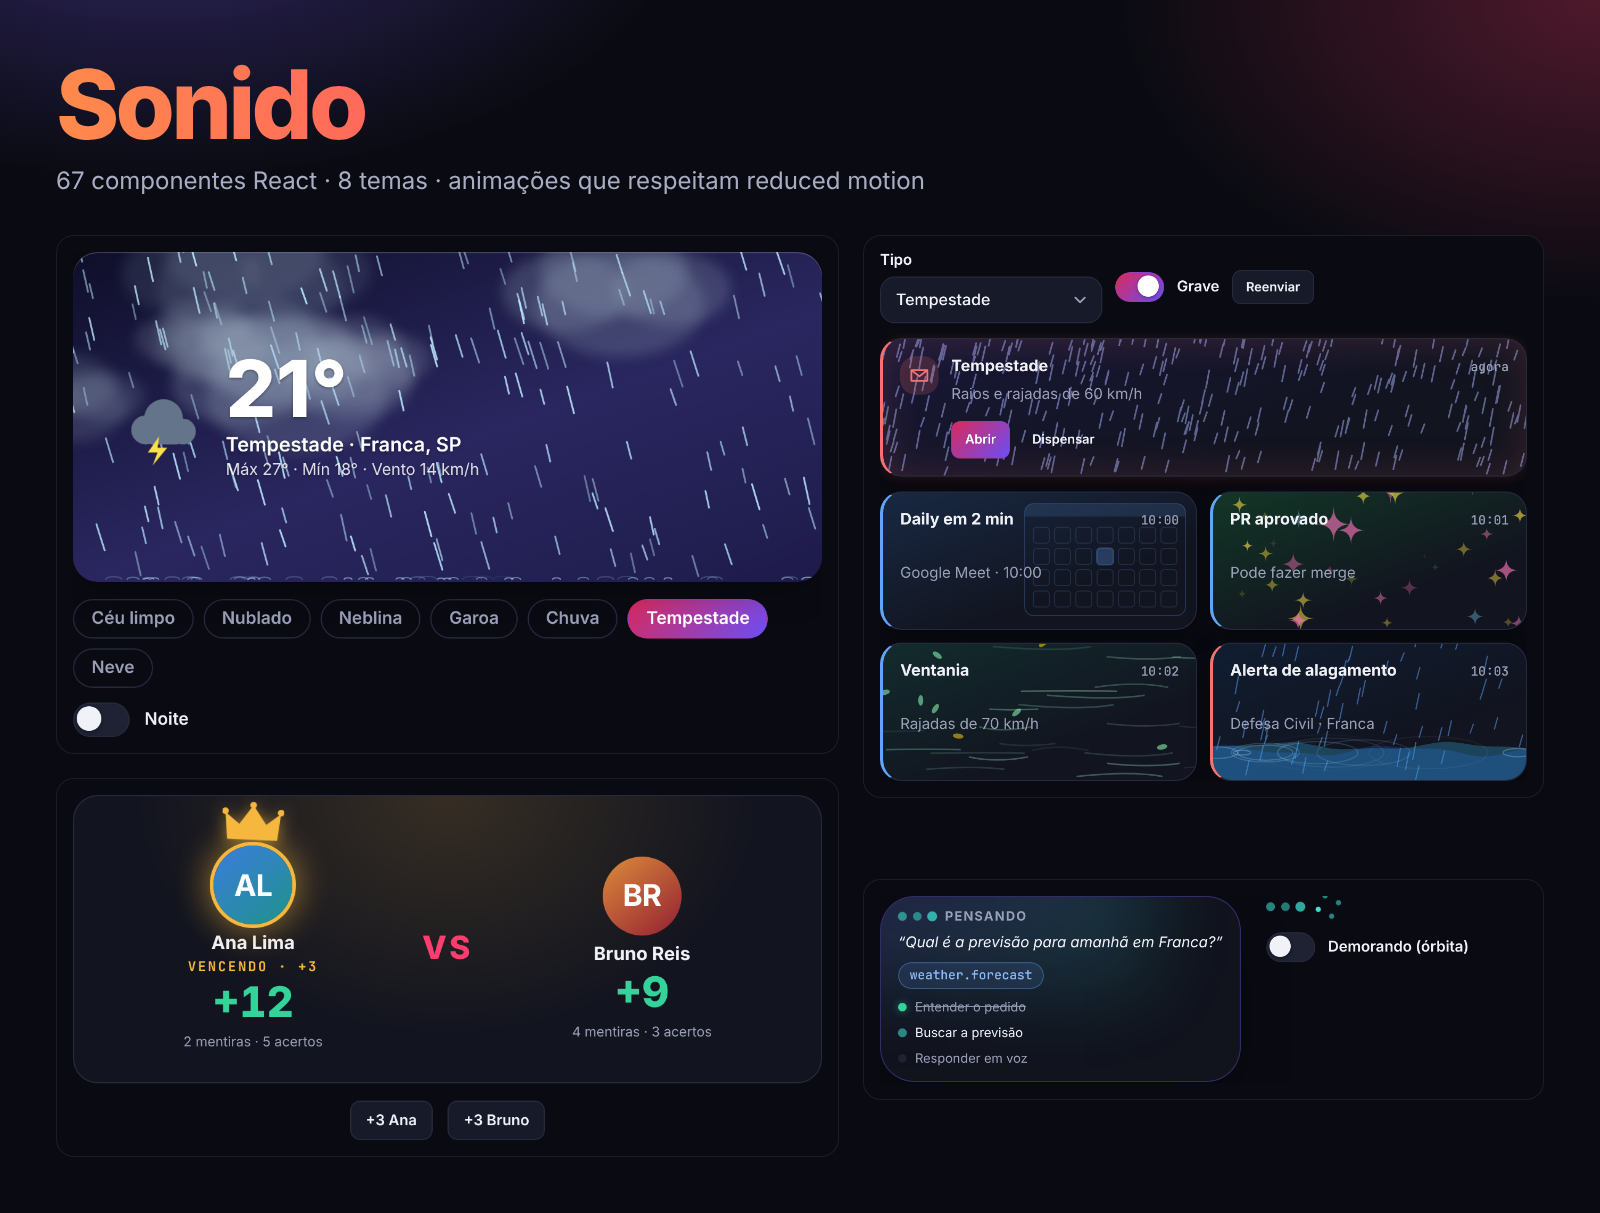 Sonido
67 componentes React · 8 temas · animações que respeitam reduced motion
21°
Tempestade · Franca, SP
Máx 27° · Mín 18° · Vento 14 km/h
Céu limpo
Nublado
Neblina
Garoa
Chuva
Tempestade
Neve
Noite
AL
Ana Lima
VENCENDO · +3
+12
2 mentiras · 5 acertos
VS
BR
Bruno Reis
+9
4 mentiras · 3 acertos
+3 Ana
+3 Bruno
Tipo
Tempestade
Grave
Reenviar
Tempestade
agora
Raios e rajadas de 60 km/h
Abrir
Dispensar
Daily em 2 min
10:00
Google Meet · 10:00
PR aprovado
10:01
Pode fazer merge
Ventania
10:02
Rajadas de 70 km/h
Alerta de alagamento
10:03
Defesa Civil · Franca
PENSANDO
“Qual é a previsão para amanhã em Franca?”
weather.forecast
Entender o pedido
Buscar a previsão
Responder em voz
Demorando (órbita)